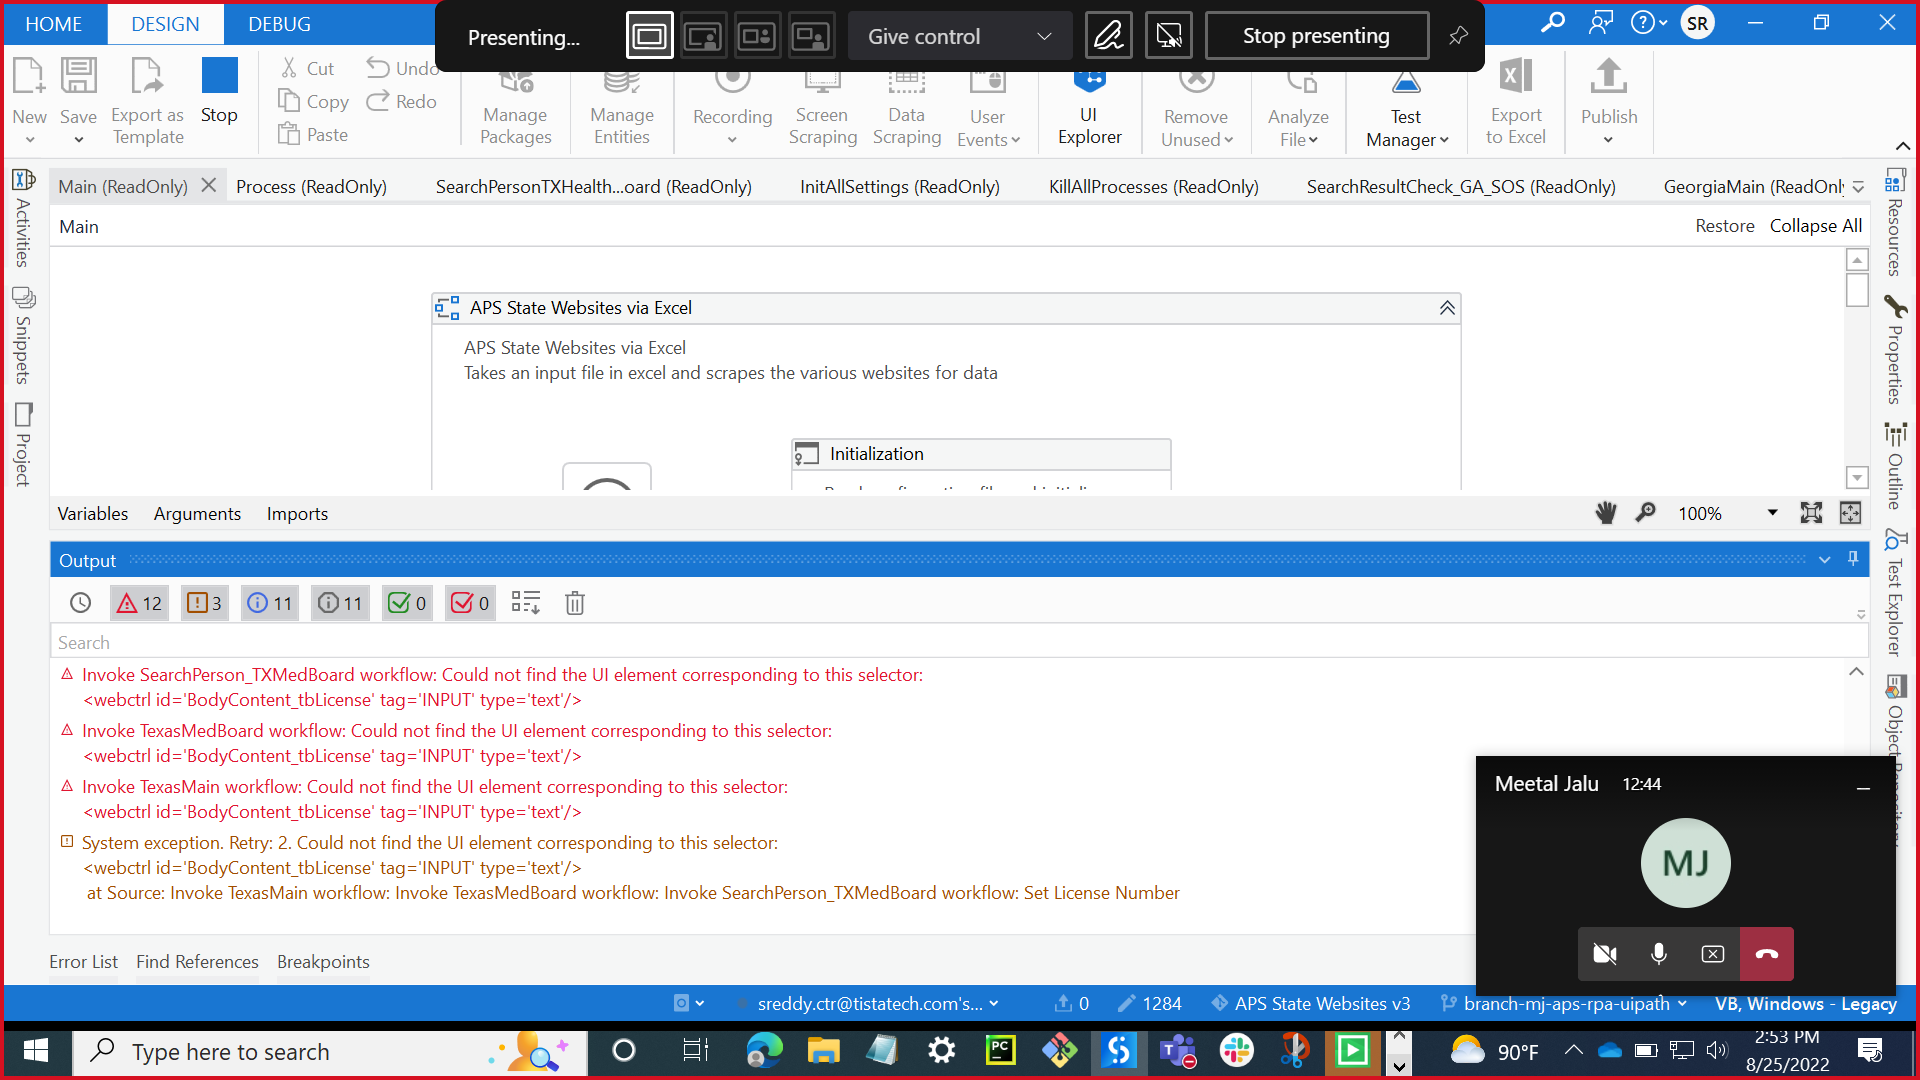 HOME
DESIGN
DEBUG
Presenting...
Give control
Stop presenting
SR
New
Save
Export as
Template
Stop
Cut
Copy
Paste
Undo
Redo
Manage
Packages
Manage
Entities
Recording
Screen
Scraping
Data
Scraping
User
Events
UI
Explorer
Remove
Unused
Analyze
File
Test
Manager
Export
to Excel
Publish
Main (ReadOnly)
Process (ReadOnly)
SearchPersonTXHealth...oard (ReadOnly)
InitAllSettings (ReadOnly)
KillAllProcesses (ReadOnly)
SearchResultCheck_GA_SOS (ReadOnly)
GeorgiaMain (ReadOnly
Main
Restore
Collapse All
Activities
Snippets
Project
Resources
Properties
Outline
Test Explorer
Object
APS State Websites via Excel
APS State Websites via Excel
Takes an input file in excel and scrapes the various websites for data
Initialization
Variables
Arguments
Imports
100%
Output
12
3
11
11
0
0
Search
Invoke SearchPerson_TXMedBoard workflow: Could not find the UI element corresponding to this selector:
<webctrl id='BodyContent_tbLicense' tag='INPUT' type='text'/>
Invoke TexasMedBoard workflow: Could not find the UI element corresponding to this selector:
<webctrl id='BodyContent_tbLicense' tag='INPUT' type='text'/>
Invoke TexasMain workflow: Could not find the UI element corresponding to this selector:
<webctrl id='BodyContent_tbLicense' tag='INPUT' type='text'/>
System exception. Retry: 2. Could not find the UI element corresponding to this selector:
<webctrl id='BodyContent_tbLicense' tag='INPUT' type='text'/>
at Source: Invoke TexasMain workflow: Invoke TexasMedBoard workflow: Invoke SearchPerson_TXMedBoard workflow: Set License Number
Meetal Jalu 12:44
MJ
Error List
Find References
Breakpoints
sreddy.ctr@tistatech.com's...
0
1284
APS State Websites v3
branch-mj-aps-rpa-uipath
VB, Windows - Legacy
Type here to search
PC
90°F
2:53 PM
8/25/2022